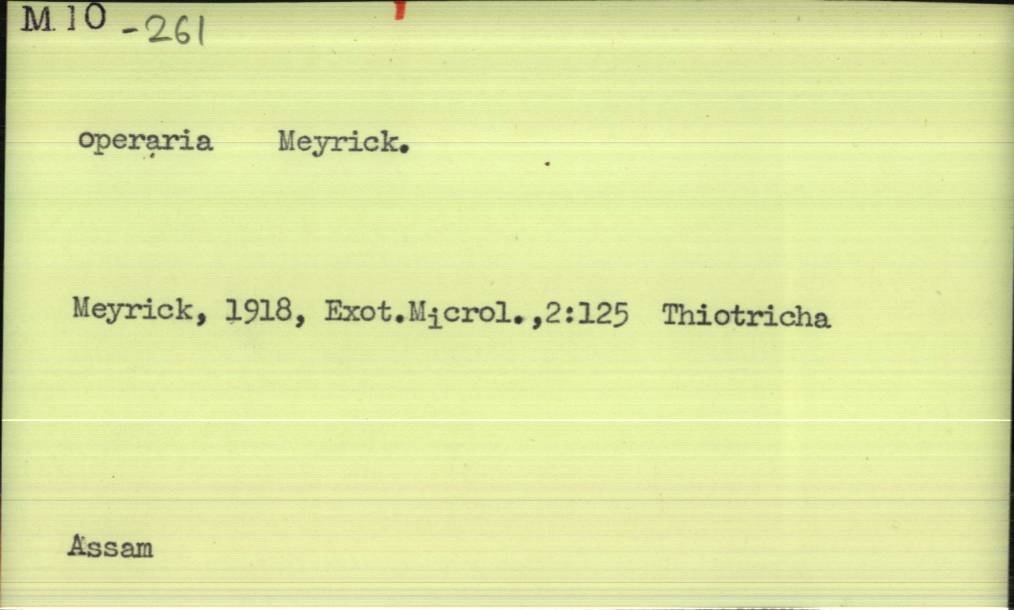 M 10 -261
operaria Meyrick.
Meyrick, 1918, Exot.Microl.,2:125 Thiotricha
Assam